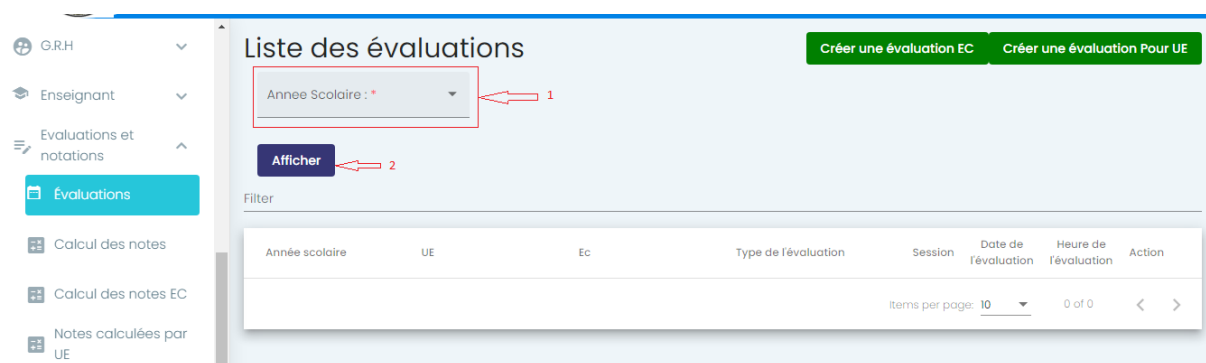 G.R.H
Enseignant
Evaluations et
notations
Évaluations
Calcul des notes
Calcul des notes EC
Notes calculées par
UE
Liste des évaluations
Créer une évaluation EC
Créer une évaluation Pour UE
Annee Scolaire : *
1
Afficher
2
Filter
Année scolaire
UE
Ec
Type de l'évaluation
Session
Date de
l'évaluation
Heure de
l'évaluation
Action
Items per page: 10
0 of 0